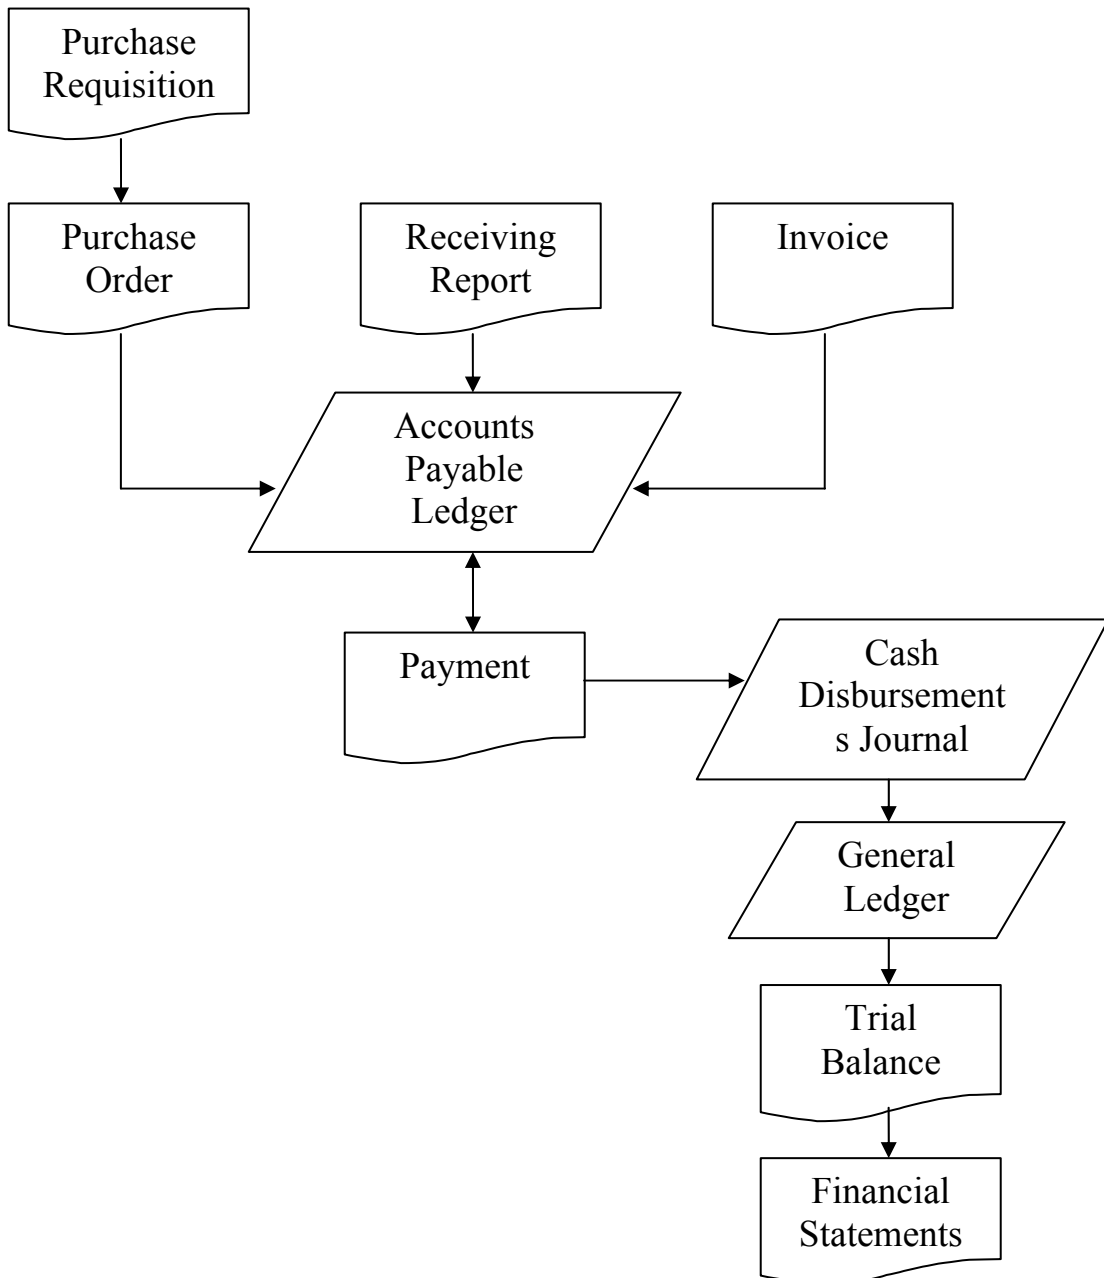 Purchase
Requisition
Purchase
Order
Receiving
Report
Invoice
Accounts
Payable
Ledger
Payment
Cash
Disbursement
s Journal
General
Ledger
Trial
Balance
Financial
Statements